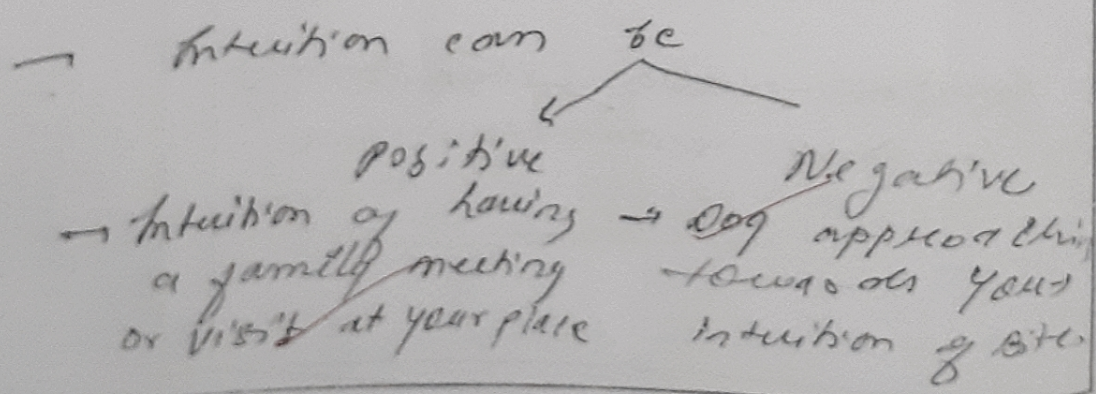 → Intuition can be
Positive
Negative
→ Intuition of having
a family meeting
or visit at your place
→ Dog approaching
towards you
intuition of bite.